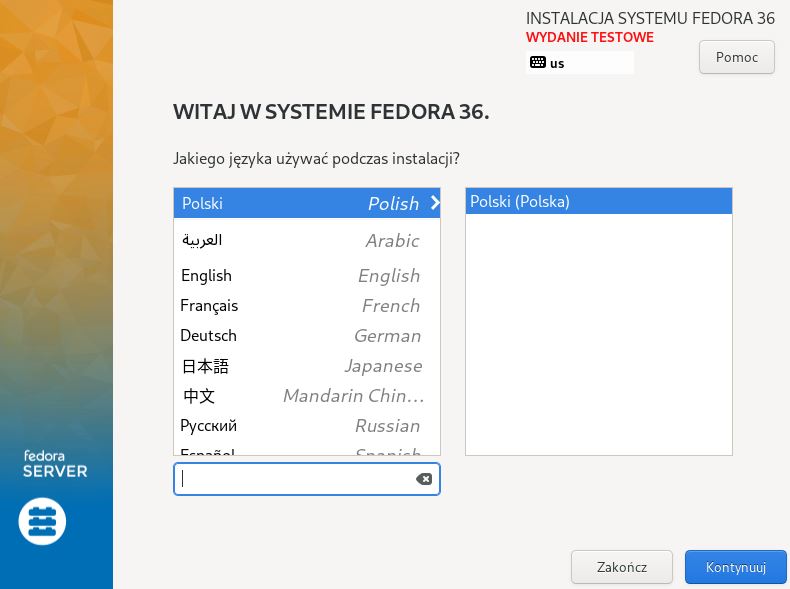 INSTALACJA SYSTEMU FEDORA 36
WYDANIE TESTOWE
us
Pomoc
WITAJ W SYSTEMIE FEDORA 36.
Jakiego języka używać podczas instalacji?
Polski Polish
Polski (Polska)
العربية Arabic
English English
Français French
Deutsch German
日本語 Japanese
中文 Mandarin Chin...
Русский Russian
Español Spanish
fedora
SERVER
Zakończ
Kontynuuj